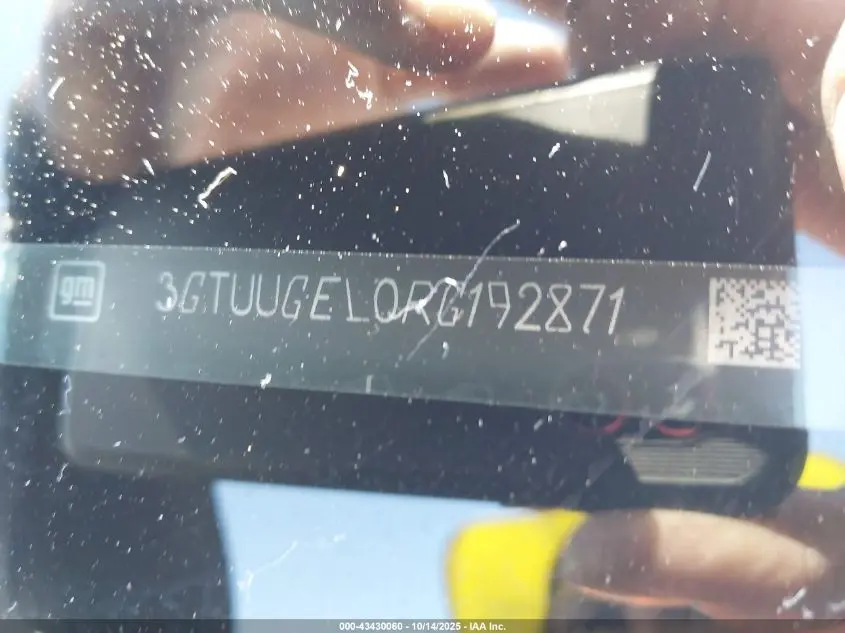 gm 3GTUUGEL0RG192871
000-43430060 - 10/14/2025 - IAA Inc.